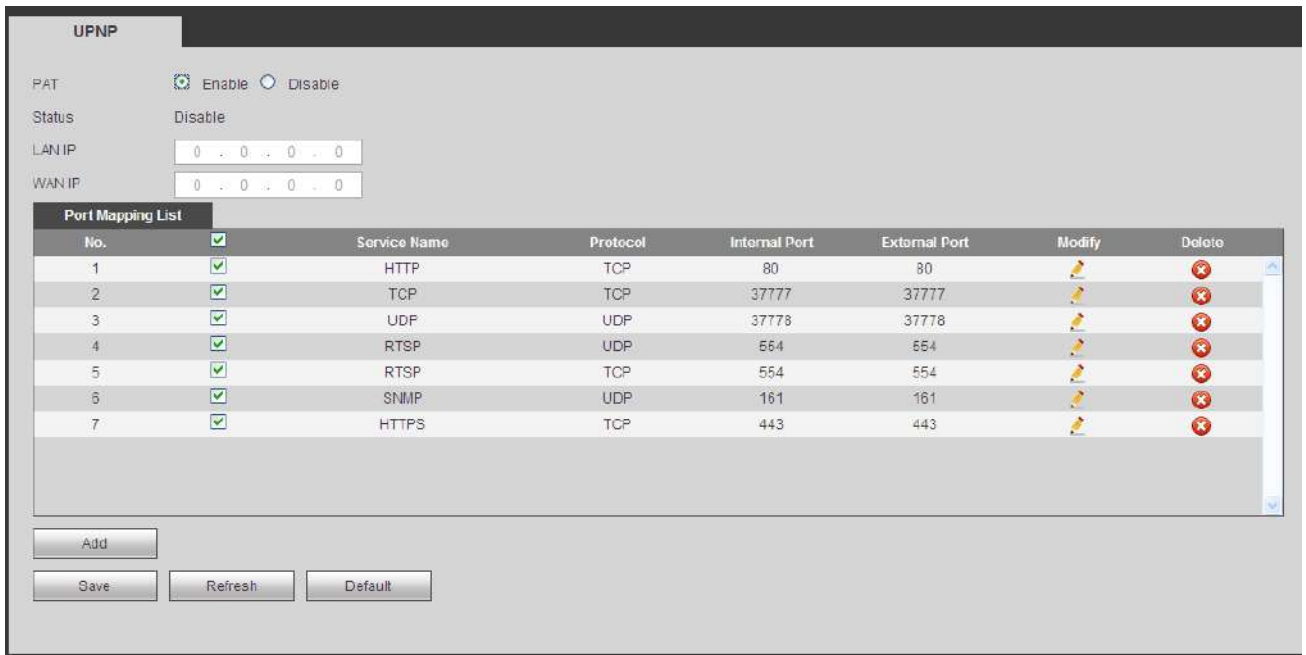 UPNP
PAT Enable Disable
Status Disable
LAN IP 0 . 0 . 0 . 0
WAN IP 0 . 0 . 0 . 0
Port Mapping List
No. Service Name Protocol Internal Port External Port Modify Delete
1 HTTP TCP 80 80
2 TCP TCP 37777 37777
3 UDP UDP 37778 37778
4 RTSP UDP 554 554
5 RTSP TCP 554 554
6 SNMP UDP 161 161
7 HTTPS TCP 443 443
Add
Save Refresh Default